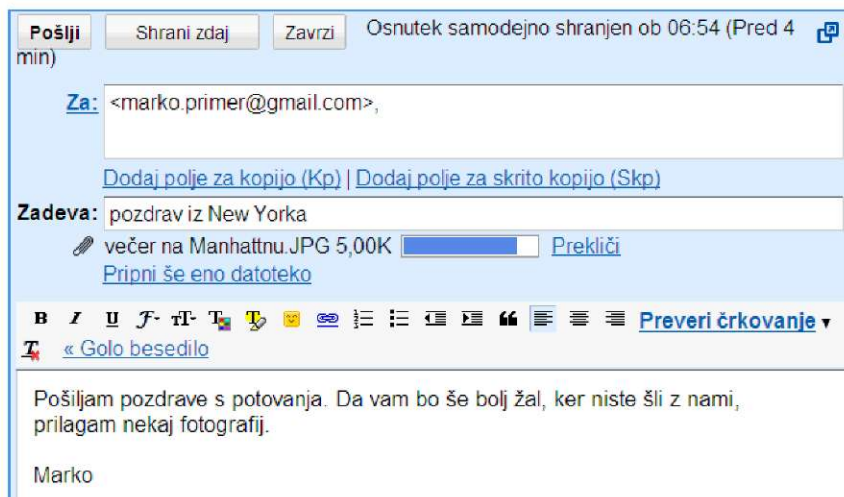 Pošlji Shrani zdaj Zavrzi Osnutek samodejno shranjen ob 06:54 (Pred 4
min)
Za: <marko.primer@gmail.com>,
Dodaj polje za kopijo (Kp) | Dodaj polje za skrito kopijo (Skp)
Zadeva: pozdrav iz New Yorka
večer na Manhattnu.JPG 5,00K Prekliči
Pripni še eno datoteko
B I U F TT T T Preveri črkovanje
T « Golo besedilo
Pošiljam pozdrave s potovanja. Da vam bo še bolj žal, ker niste šli z nami,
prilagam nekaj fotografij.
Marko